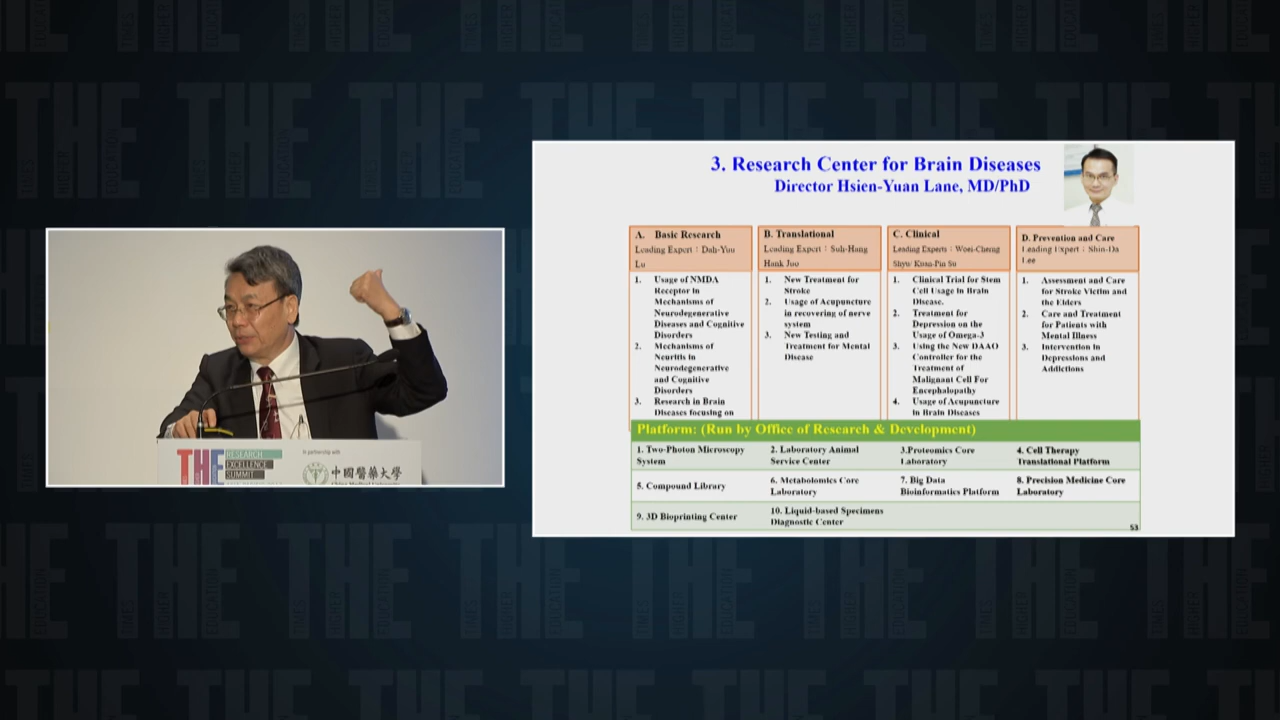 3. Research Center for Brain Diseases
Director Hsien-Yuan Lane, MD/PhD
A. Basic Research
Leading Expert : Dah-Yuu
Lu
1. Usage of NMDA
Receptor in
Mechanisms of
Neurodegenerative
Diseases and Cognitive
Disorders
2. Mechanisms of
Neuritis in
Neurodegenerative
and Cognitive
Disorders
3. Research in Brain
Diseases focusing on
B. Translational
Leading Expert : Suh-Hang
Hank Juo
1. New Treatment for
Stroke
2. Usage of Acupuncture
in recovering of nerve
system
3. New Testing and
Treatment for Mental
Disease
C. Clinical
Leading Experts : Woei-Cherng
Shyu/ Kuan-Pin Su
1. Clinical Trial for Stem
Cell Usage in Brain
Disease.
2. Treatment for
Depression on the
Usage of Omega-3
3. Using the New DAAO
Controller for the
Treatment of
Malignant Cell For
Encephalopathy
4. Usage of Acupuncture
in Brain Diseases
D. Prevention and Care
Leading Expert : Shin-Da
Lee
1. Assessment and Care
for Stroke Victim and
the Elders
2. Care and Treatment
for Patients with
Mental Illness
3. Intervention in
Depressions and
Addictions
Platform: (Run by Office of Research & Development)
1. Two-Photon Microscopy
System
2. Laboratory Animal
Service Center
3.Proteomics Core
Laboratory
4. Cell Therapy
Translational Platform
5. Compound Library
6. Metabolomics Core
Laboratory
7. Big Data
Bioinformatics Platform
8. Precision Medicine Core
Laboratory
9. 3D Bioprinting Center
10. Liquid-based Specimens
Diagnostic Center
53
THE
RESEARCH
EXCELLENCE
SUMMIT
In partnership with
中國醫藥大學
THE THE THE THE
TIMES HIGHER EDUCATION